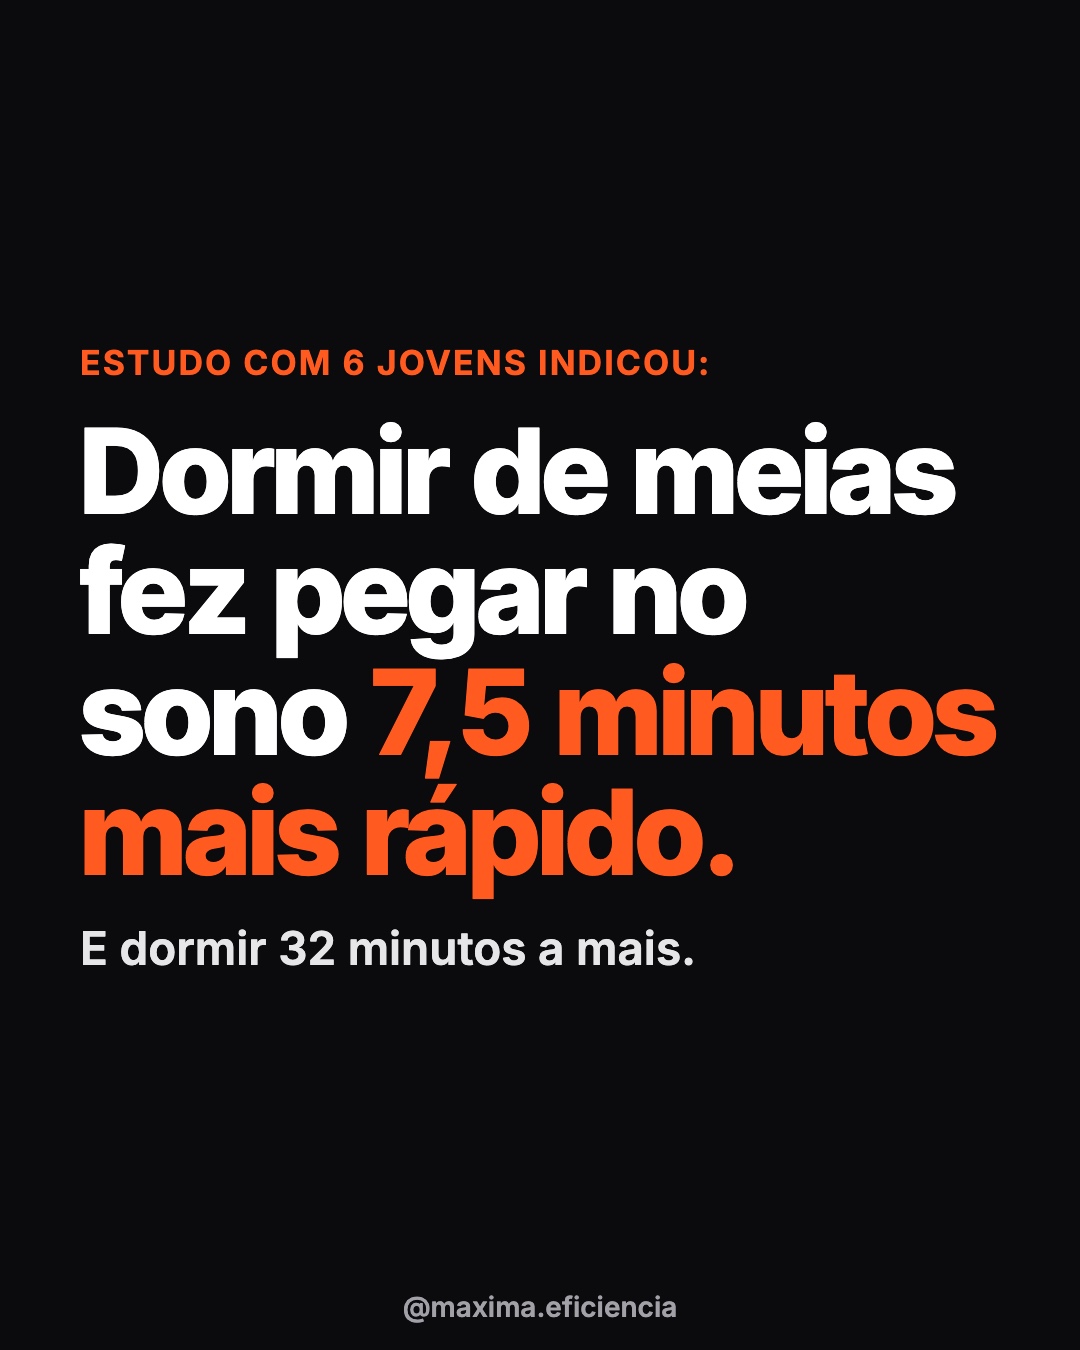 ESTUDO COM 6 JOVENS INDICOU:
Dormir de meias
fez pegar no
sono 7,5 minutos
mais rápido.
E dormir 32 minutos a mais.
@maxima.eficiencia